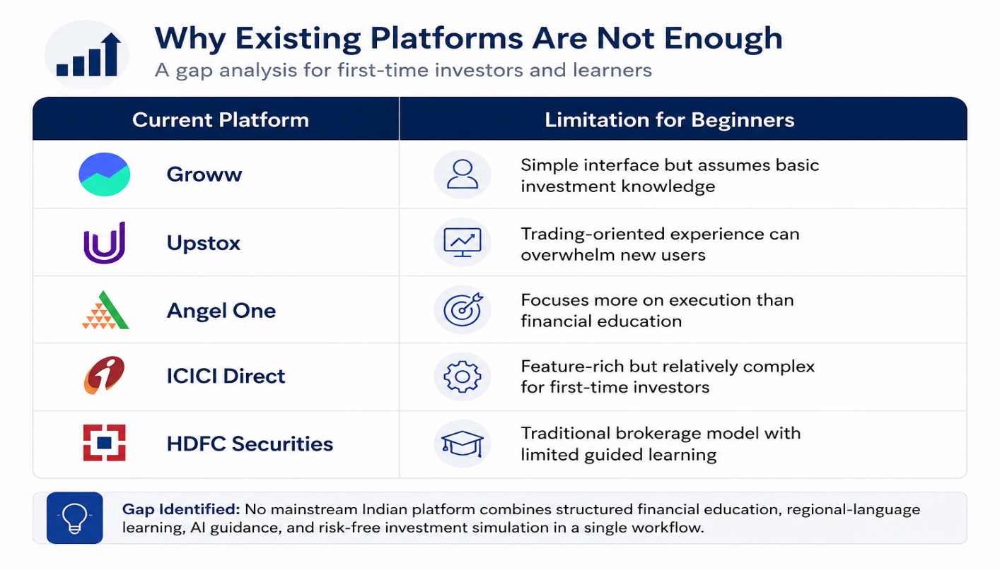 Why Existing Platforms Are Not Enough
A gap analysis for first-time investors and learners
Current Platform
Limitation for Beginners
Groww
Simple interface but assumes basic
investment knowledge
Upstox
Trading-oriented experience can
overwhelm new users
Angel One
Focuses more on execution than
financial education
ICICI Direct
Feature-rich but relatively complex
for first-time investors
HDFC Securities
Traditional brokerage model with
limited guided learning
Gap Identified: No mainstream Indian platform combines structured financial education, regional-language
learning, AI guidance, and risk-free investment simulation in a single workflow.